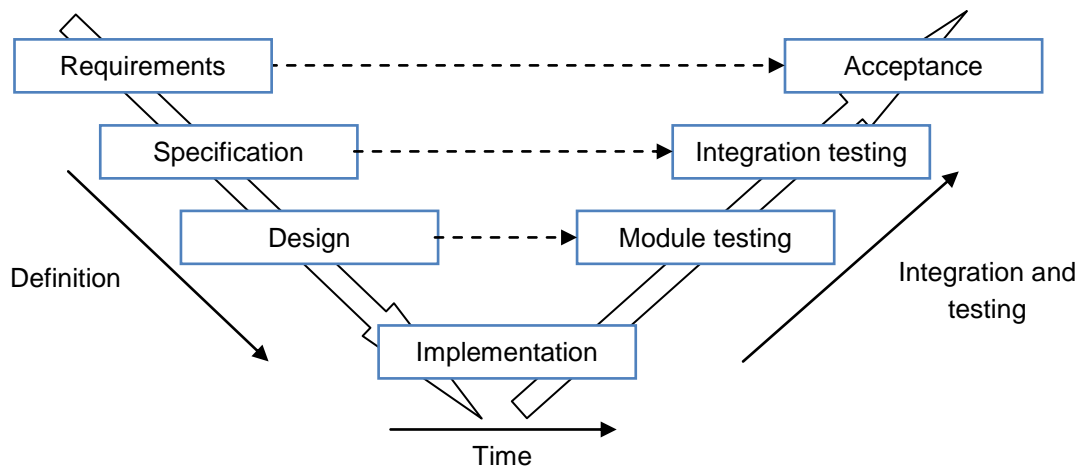 Requirements
Acceptance
Specification
Integration testing
Design
Module testing
Definition
Integration and
testing
Implementation
Time